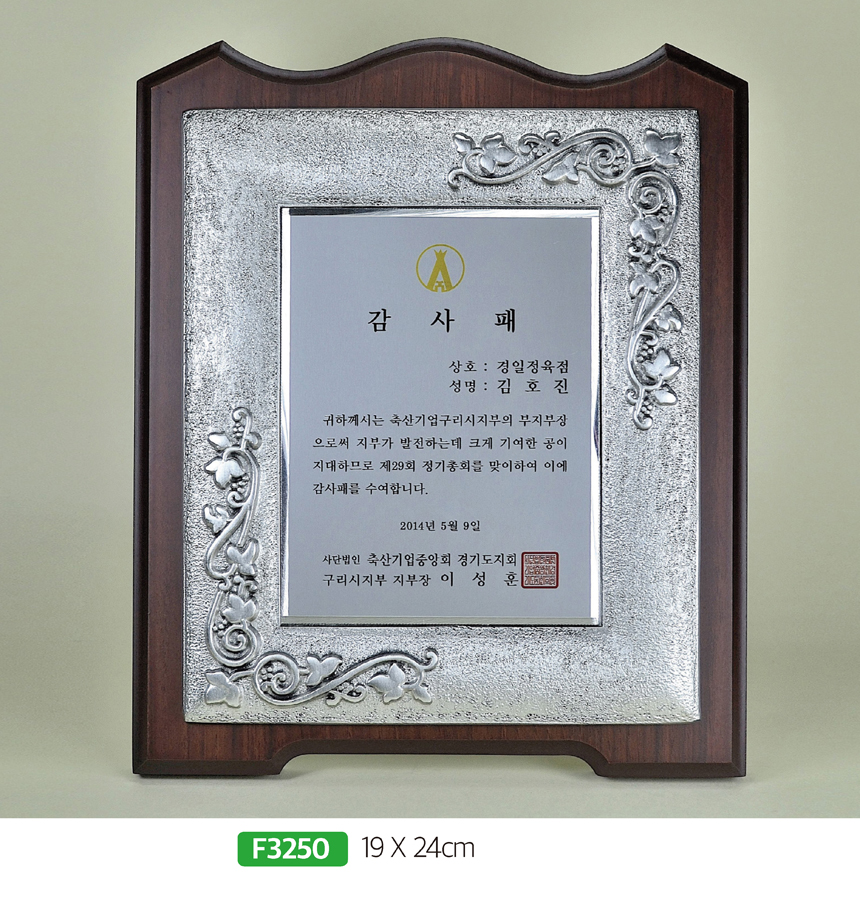 감 사 패
상호 : 경일정육점
성명 : 김 호 진
귀하께서는 축산기업구리시지부의 부지부장
으로써 지부가 발전하는데 크게 기여한 공이
지대하므로 제29회 정기총회를 맞이하여 이에
감사패를 수여합니다.
2014년 5월 9일
사단법인 축산기업중앙회 경기도지회
구리시지부 지부장 이 성 훈
F3250 19 X 24cm